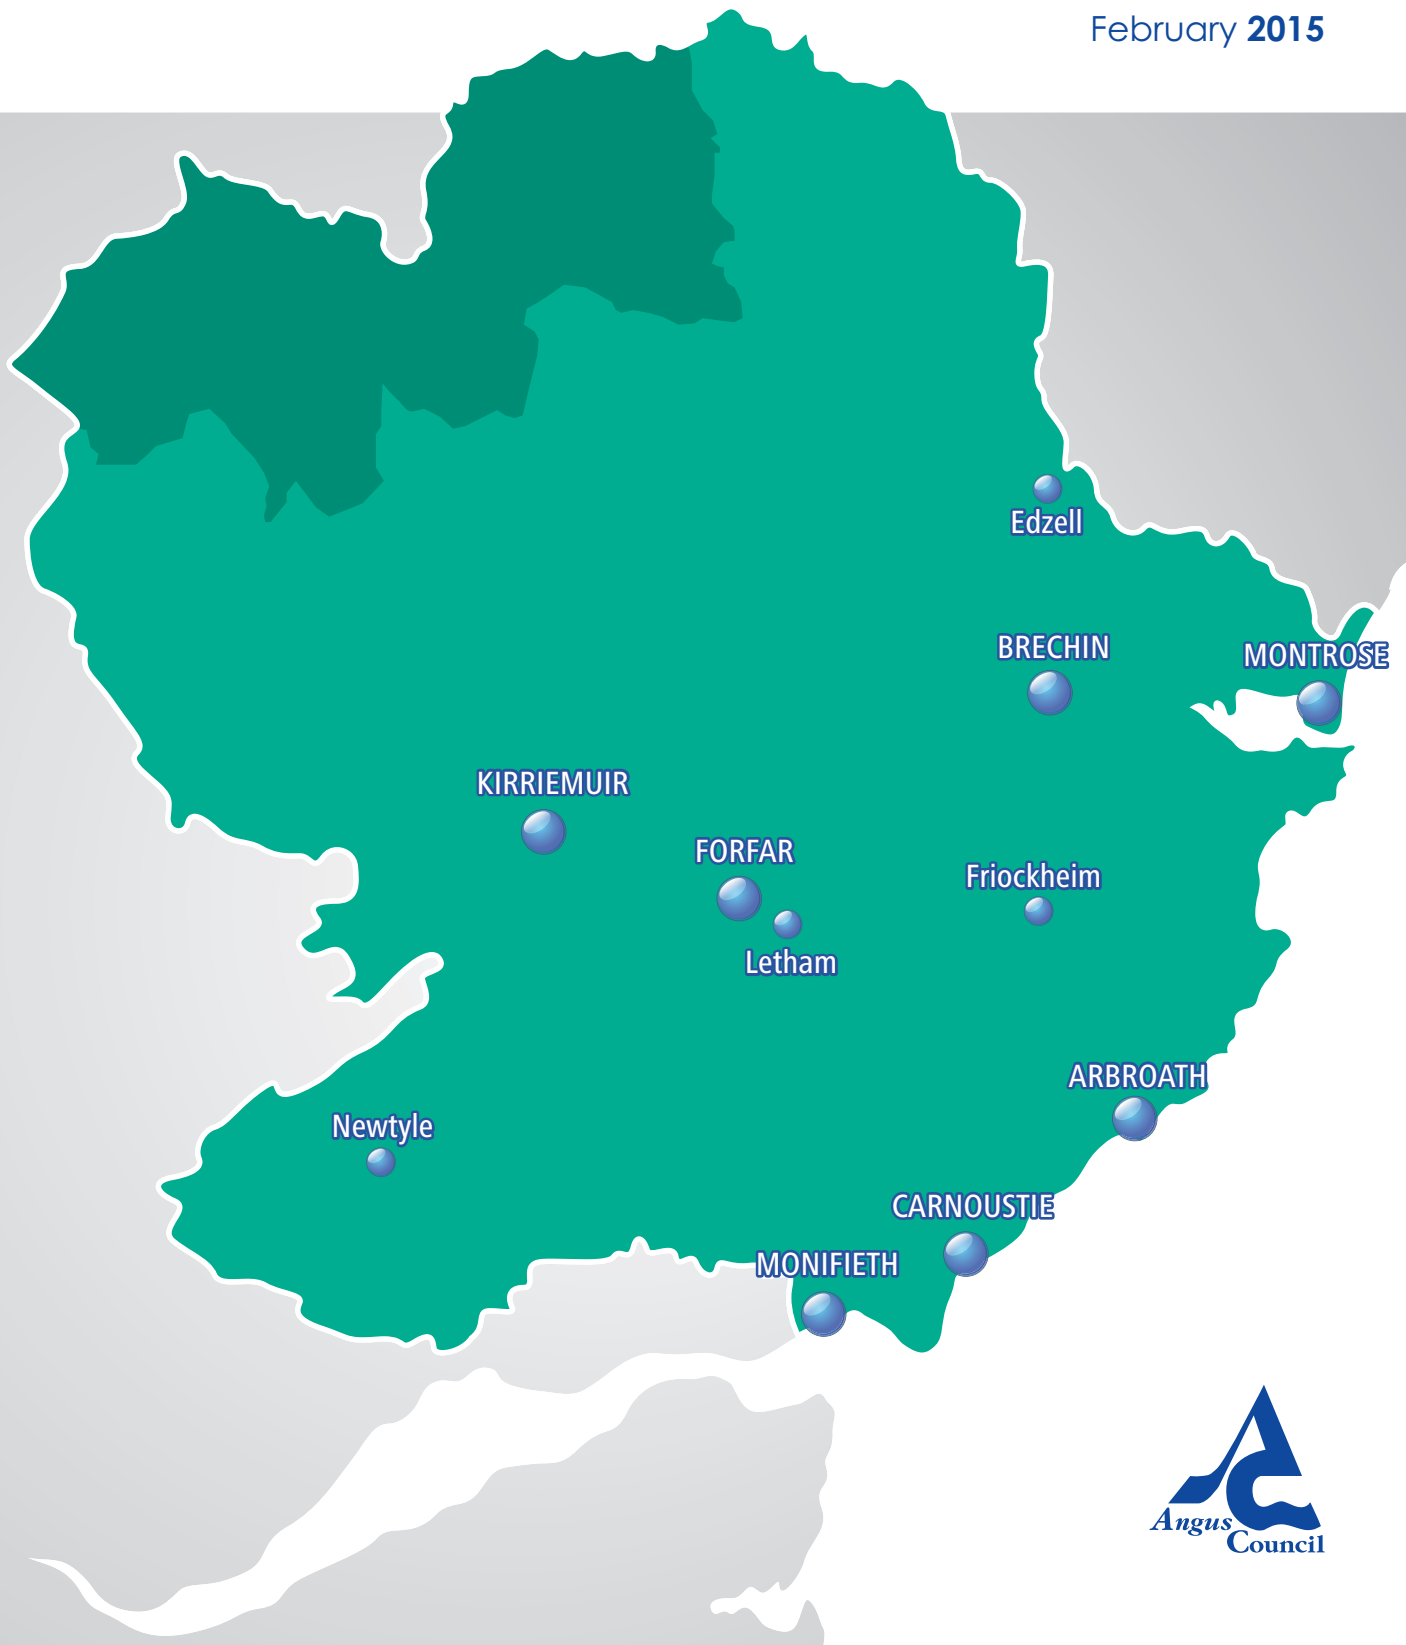 February 2015
Edzell
BRECHIN
MONTROSE
KIRRIEMUIR
FORFAR
Friockheim
Letham
ARBROATH
Newtyle
CARNOUSTIE
MONIFIETH
Angus
Council